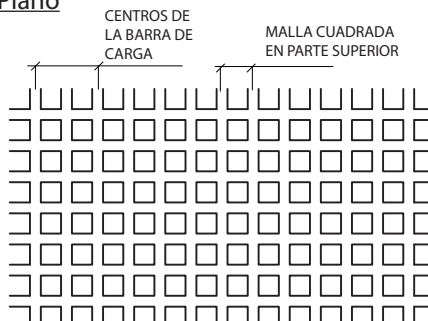 Plano
CENTROS DE
LA BARRA DE
CARGA
MALLA CUADRADA
EN PARTE SUPERIOR